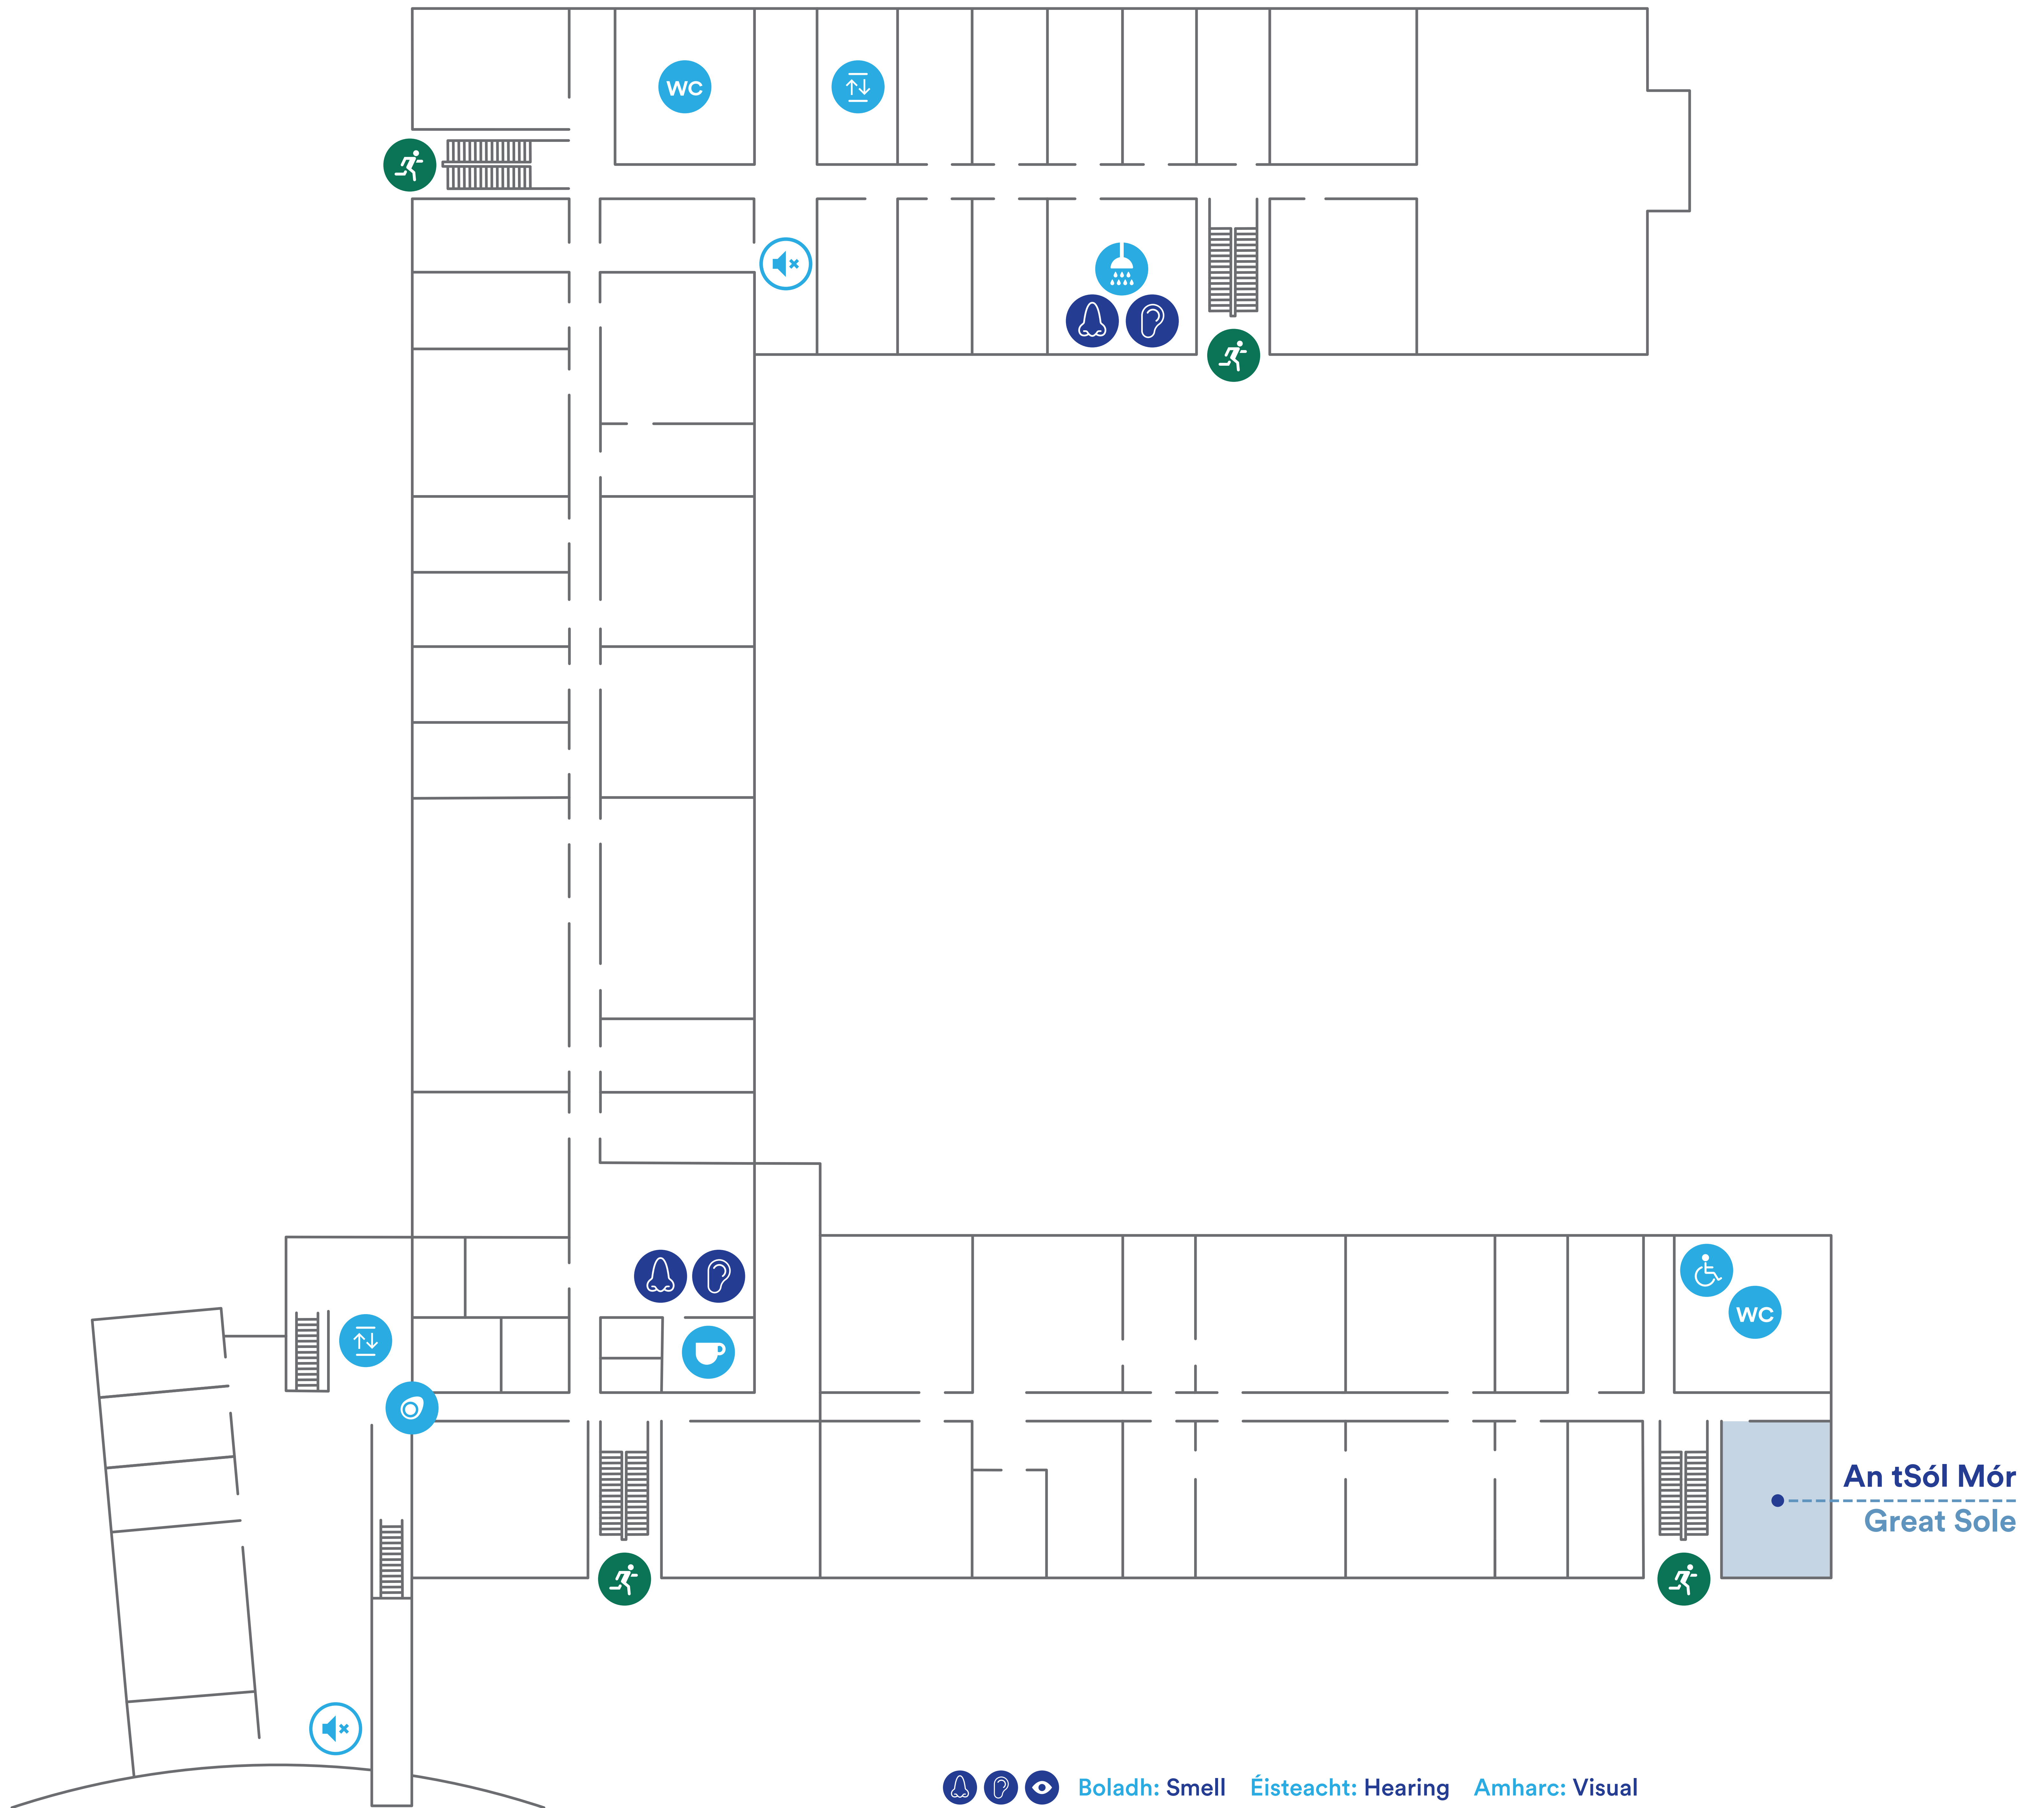 WC
WC
An tSól Mór
Great Sole
Boladh: Smell Éisteacht: Hearing Amharc: Visual